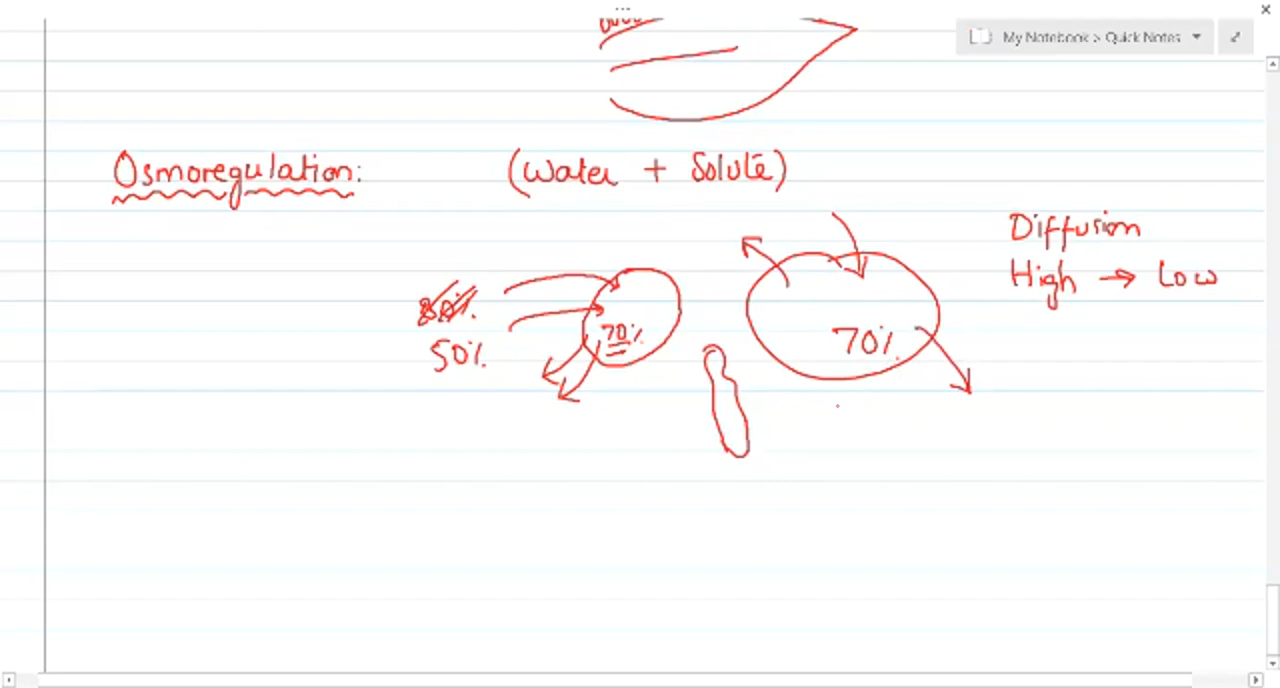 My Notebook > Quick Notes
Osmoregulation: (Water + Solute)
Diffusion
High → Low
80%.
50%.
70%.
70%.